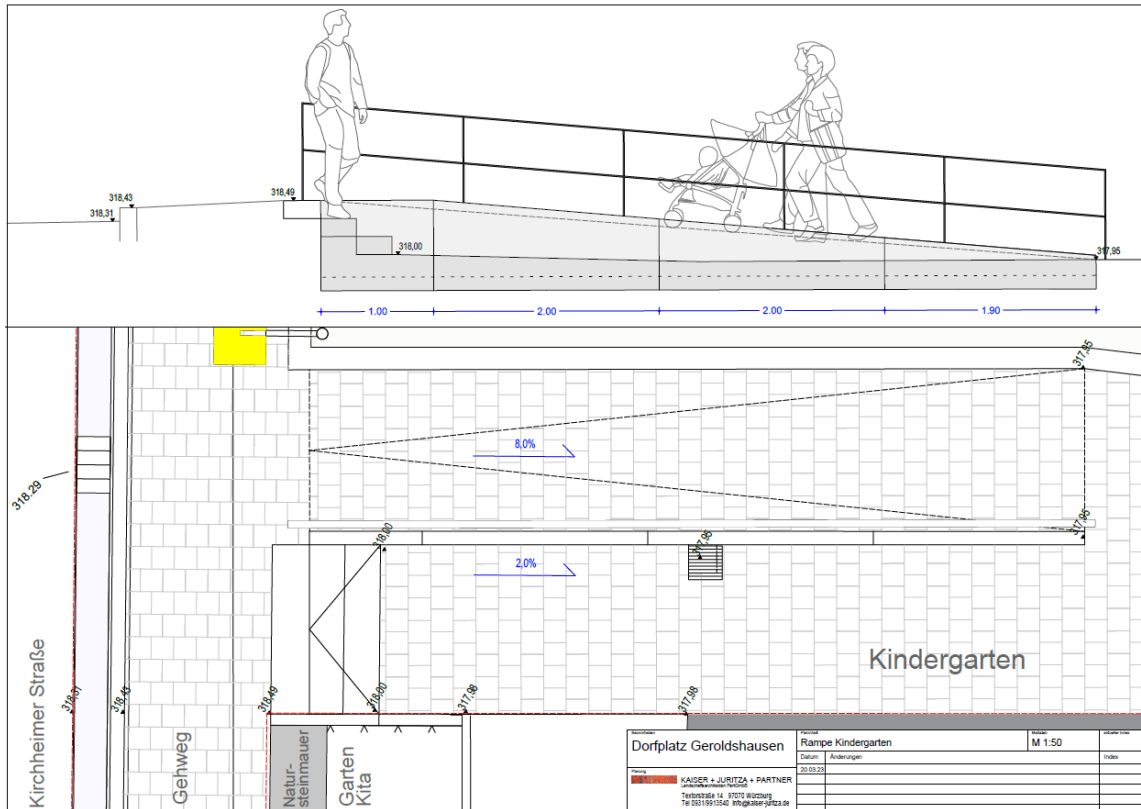 318,49
318,43
318,31
318,00
317,95
1.00
2.00
2.00
1.90
317,95
8,0%
318.29
318,00
317,95
317,95
2,0%
Kindergarten
Kirchheimer Straße
318,31
318,43
Gehweg
318,49
318,00
317,98
317,98
Natur-
steinmauer
Garten
Kita
Dorfplatz Geroldshausen
Rampe Kindergarten
M 1:50
Datum
Änderungen
Index
20.03.23
Planung
KAISER + JURITZA + PARTNER
Landschaftsarchitekten PartGmbB
Textorstraße 14 97070 Würzburg
Tel 0931/9913540 info@kaiser-juritza.de